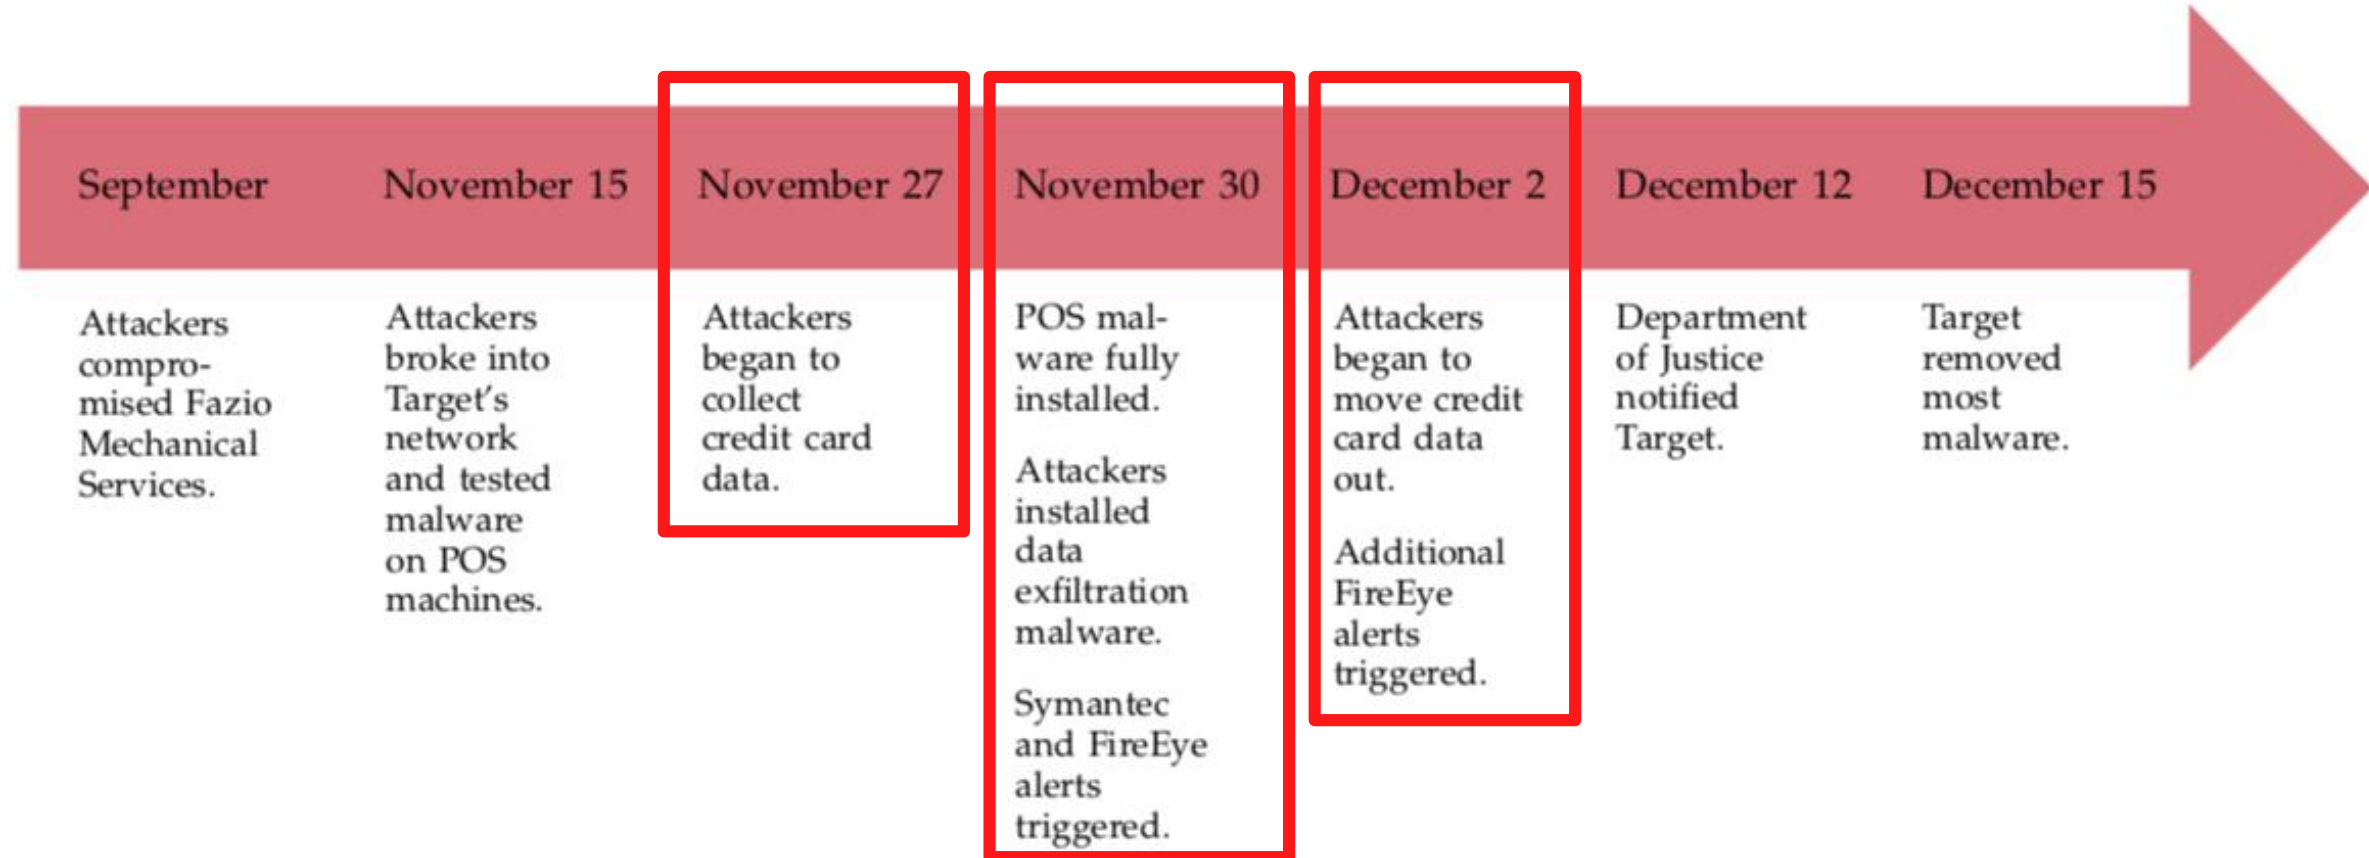 September
November 15
November 27
November 30
December 2
December 12
December 15
Attackers
compro-
mised Fazio
Mechanical
Services.
Attackers
broke into
Target's
network
and tested
malware
on POS
machines.
Attackers
began to
collect
credit card
data.
POS mal-
ware fully
installed.
Attackers
installed
data
exfiltration
malware.
Symantec
and FireEye
alerts
triggered.
Attackers
began to
move credit
card data
out.
Additional
FireEye
alerts
triggered.
Department
of Justice
notified
Target.
Target
removed
most
malware.